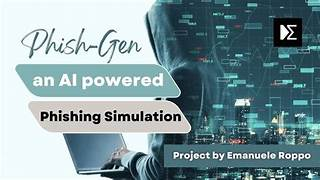 Phish-Gen
an AI powered
Phishing Simulation
Project by Emanuele Roppo